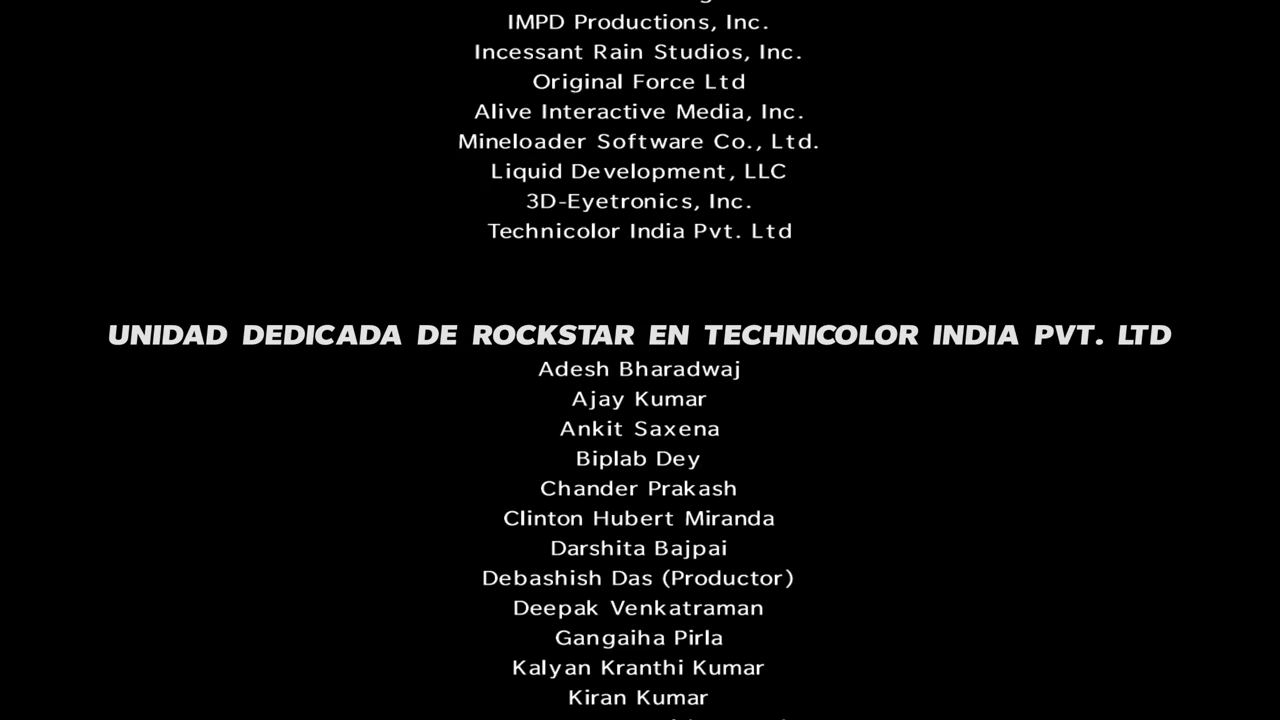 IMPD Productions, Inc.
Incessant Rain Studios, Inc.
Original Force Ltd
Alive Interactive Media, Inc.
Mineloader Software Co., Ltd.
Liquid Development, LLC
3D-Eyetronics, Inc.
Technicolor India Pvt. Ltd
UNIDAD DEDICADA DE ROCKSTAR EN TECHNICOLOR INDIA PVT. LTD
Adesh Bharadwaj
Ajay Kumar
Ankit Saxena
Biplab Dey
Chander Prakash
Clinton Hubert Miranda
Darshita Bajpai
Debashish Das (Productor)
Deepak Venkatraman
Gangaiha Pirla
Kalyan Kranthi Kumar
Kiran Kumar